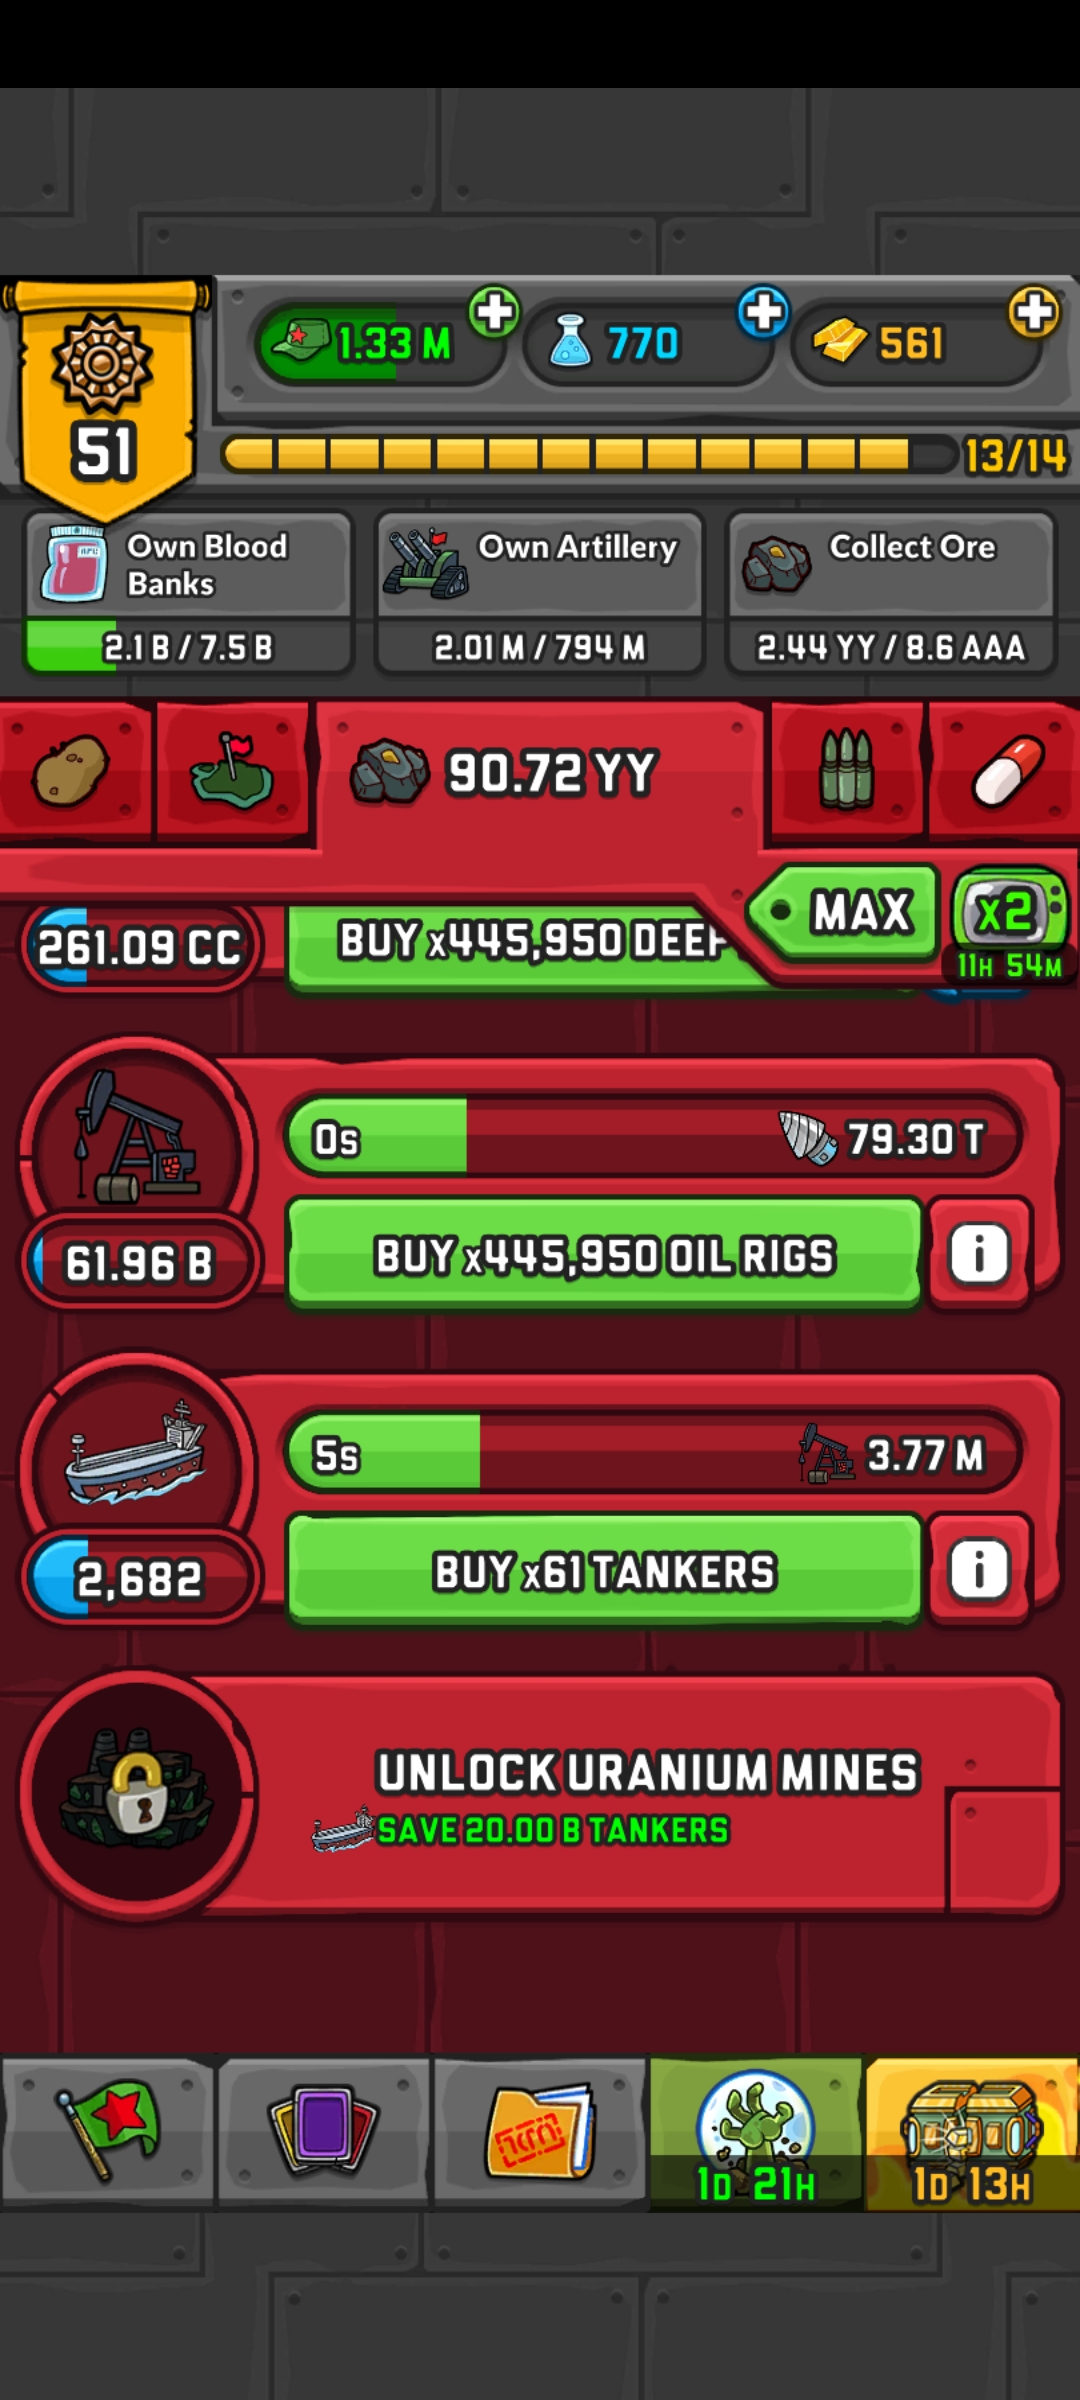 51
1.33 M
770
561
13/14
Own Blood
Banks
2.1 B / 7.5 B
Own Artillery
2.01 M / 794 M
Collect Ore
2.44 YY / 8.6 AAA
90.72 YY
MAX
x2
11H 54M
261.09 CC
BUY x445,950 DEEP
0s
79.30 T
61.96 B
BUY x445,950 OIL RIGS
i
5s
3.77 M
2,682
BUY x61 TANKERS
i
UNLOCK URANIUM MINES
SAVE 20.00 B TANKERS
1D 21H
1D 13H